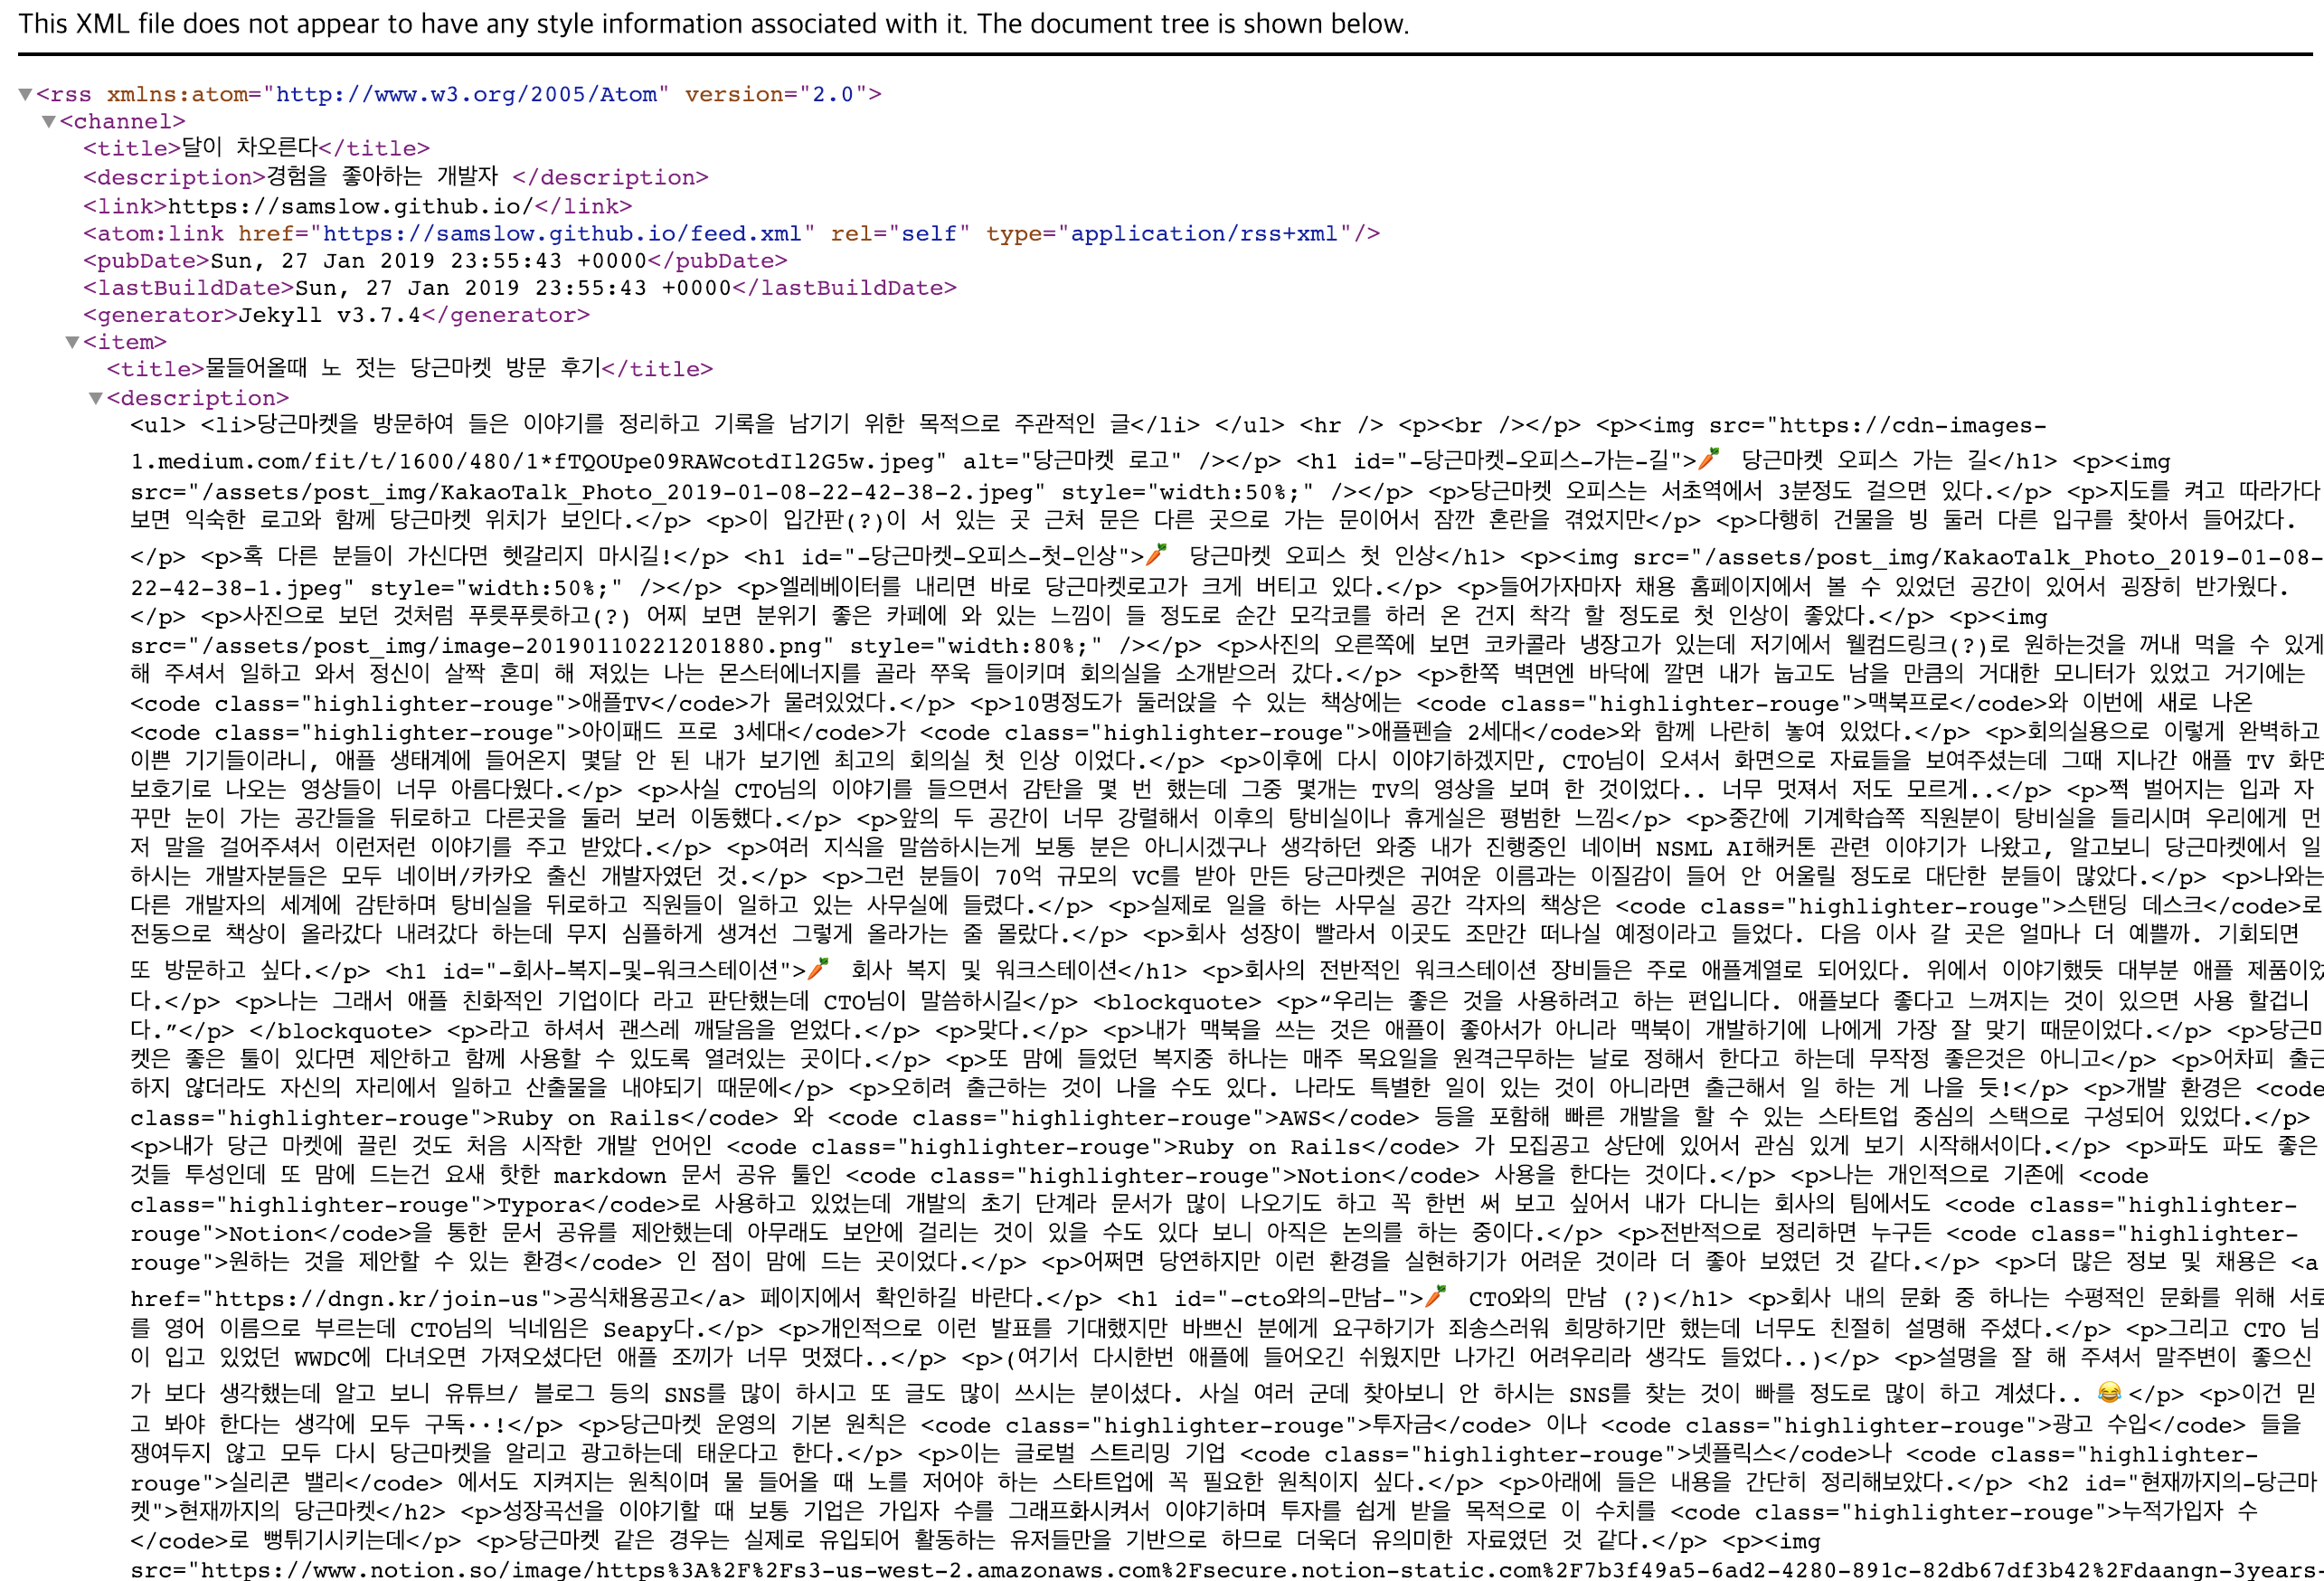 This XML file does not appear to have any style information associated with it. The document tree is shown below.
▼<rss xmlns:atom="http://www.w3.org/2005/Atom" version="2.0">
▼<channel>
<title>달이 차오른다</title>
<description>경험을 좋아하는 개발자 </description>
<link>https://samslow.github.io/</link>
<atom:link href="https://samslow.github.io/feed.xml" rel="self" type="application/rss+xml"/>
<pubDate>Sun, 27 Jan 2019 23:55:43 +0000</pubDate>
<lastBuildDate>Sun, 27 Jan 2019 23:55:43 +0000</lastBuildDate>
<generator>Jekyll v3.7.4</generator>
▼<item>
<title>물들어올때 노 젓는 당근마켓 방문 후기</title>
▼<description>
<ul> <li>당근마켓을 방문하여 들은 이야기를 정리하고 기록을 남기기 위한 목적으로 주관적인 글</li> </ul> <hr /> <p><br /></p> <p><img src="https://cdn-images-
1.medium.com/fit/t/1600/480/1*fTQOUpe09RAWcotdIl2G5w.jpeg" alt="당근마켓 로고" /></p> <h1 id="-당근마켓-오피스-가는-길">🥕 당근마켓 오피스 가는 길</h1> <p><img
src="/assets/post_img/KakaoTalk_Photo_2019-01-08-22-42-38-2.jpeg" style="width:50%;" /></p> <p>당근마켓 오피스는 서초역에서 3분정도 걸으면 있다.</p> <p>지도를 켜고 따라가다
보면 익숙한 로고와 함께 당근마켓 위치가 보인다.</p> <p>이 입간판(?)이 서 있는 곳 근처 문은 다른 곳으로 가는 문이어서 잠깐 혼란을 겪었지만</p> <p>다행히 건물을 빙 둘러 다른 입구를 찾아서 들어갔다.
</p> <p>혹 다른 분들이 가신다면 헷갈리지 마시길!</p> <h1 id="-당근마켓-오피스-첫-인상">🥕 당근마켓 오피스 첫 인상</h1> <p><img src="/assets/post_img/KakaoTalk_Photo_2019-01-08-
22-42-38-1.jpeg" style="width:50%;" /></p> <p>엘레베이터를 내리면 바로 당근마켓로고가 크게 버티고 있다.</p> <p>들어가자마자 채용 홈페이지에서 볼 수 있었던 공간이 있어서 굉장히 반가웠다.
</p> <p>사진으로 보던 것처럼 푸릇푸릇하고(?) 어찌 보면 분위기 좋은 카페에 와 있는 느낌이 들 정도로 순간 모각코를 하러 온 건지 착각 할 정도로 첫 인상이 좋았다.</p> <p><img
src="/assets/post_img/image-20190110221201880.png" style="width:80%;" /></p> <p>사진의 오른쪽에 보면 코카콜라 냉장고가 있는데 저기에서 웰컴드링크(?)로 원하는것을 꺼내 먹을 수 있게
해 주셔서 일하고 와서 정신이 살짝 혼미 해 져있는 나는 몬스터에너지를 골라 쭈욱 들이키며 회의실을 소개받으러 갔다.</p> <p>한쪽 벽면엔 바닥에 깔면 내가 눕고도 남을 만큼의 거대한 모니터가 있었고 거기에는
<code class="highlighter-rouge">애플TV</code>가 물려있었다.</p> <p>10명정도가 둘러앉을 수 있는 책상에는 <code class="highlighter-rouge">맥북프로</code>와 이번에 새로 나온
<code class="highlighter-rouge">아이패드 프로 3세대</code>가 <code class="highlighter-rouge">애플펜슬 2세대</code>와 함께 나란히 놓여 있었다.</p> <p>회의실용으로 이렇게 완벽하고
이쁜 기기들이라니, 애플 생태계에 들어온지 몇달 안 된 내가 보기엔 최고의 회의실 첫 인상 이었다.</p> <p>이후에 다시 이야기하겠지만, CTO님이 오셔서 화면으로 자료들을 보여주셨는데 그때 지나간 애플 TV 화면
보호기로 나오는 영상들이 너무 아름다웠다.</p> <p>사실 CTO님의 이야기를 들으면서 감탄을 몇 번 했는데 그중 몇개는 TV의 영상을 보며 한 것이었다.. 너무 멋져서 저도 모르게..</p> <p>쩍 벌어지는 입과 자
꾸만 눈이 가는 공간들을 뒤로하고 다른곳을 둘러 보러 이동했다.</p> <p>앞의 두 공간이 너무 강렬해서 이후의 탕비실이나 휴게실은 평범한 느낌</p> <p>중간에 기계학습쪽 직원분이 탕비실을 들리시며 우리에게 먼
저 말을 걸어주셔서 이런저런 이야기를 주고 받았다.</p> <p>여러 지식을 말씀하시는게 보통 분은 아니시겠구나 생각하던 와중 내가 진행중인 네이버 NSML AI해커톤 관련 이야기가 나왔고, 알고보니 당근마켓에서 일
하시는 개발자분들은 모두 네이버/카카오 출신 개발자였던 것.</p> <p>그런 분들이 70억 규모의 VC를 받아 만든 당근마켓은 귀여운 이름과는 이질감이 들어 안 어울릴 정도로 대단한 분들이 많았다.</p> <p>나와는
다른 개발자의 세계에 감탄하며 탕비실을 뒤로하고 직원들이 일하고 있는 사무실에 들렸다.</p> <p>실제로 일을 하는 사무실 공간 각자의 책상은 <code class="highlighter-rouge">스탠딩 데스크</code>로
전동으로 책상이 올라갔다 내려갔다 하는데 무지 심플하게 생겨선 그렇게 올라가는 줄 몰랐다.</p> <p>회사 성장이 빨라서 이곳도 조만간 떠나실 예정이라고 들었다. 다음 이사 갈 곳은 얼마나 더 예쁠까. 기회되면
또 방문하고 싶다.</p> <h1 id="-회사-복지-및-워크스테이션">🥕 회사 복지 및 워크스테이션</h1> <p>회사의 전반적인 워크스테이션 장비들은 주로 애플계열로 되어있다. 위에서 이야기했듯 대부분 애플 제품이었
다.</p> <p>나는 그래서 애플 친화적인 기업이다 라고 판단했는데 CTO님이 말씀하시길</p> <blockquote> <p>“우리는 좋은 것을 사용하려고 하는 편입니다. 애플보다 좋다고 느껴지는 것이 있으면 사용 할겁니
다.”</p> </blockquote> <p>라고 하셔서 괜스레 깨달음을 얻었다.</p> <p>맞다.</p> <p>내가 맥북을 쓰는 것은 애플이 좋아서가 아니라 맥북이 개발하기에 나에게 가장 잘 맞기 때문이었다.</p> <p>당근마
켓은 좋은 툴이 있다면 제안하고 함께 사용할 수 있도록 열려있는 곳이다.</p> <p>또 맘에 들었던 복지중 하나는 매주 목요일을 원격근무하는 날로 정해서 한다고 하는데 무작정 좋은것은 아니고</p> <p>어차피 출근
하지 않더라도 자신의 자리에서 일하고 산출물을 내야되기 때문에</p> <p>오히려 출근하는 것이 나을 수도 있다. 나라도 특별한 일이 있는 것이 아니라면 출근해서 일 하는 게 나을 듯!</p> <p>개발 환경은 <code
class="highlighter-rouge">Ruby on Rails</code> 와 <code class="highlighter-rouge">AWS</code> 등을 포함해 빠른 개발을 할 수 있는 스타트업 중심의 스택으로 구성되어 있었다.</p>
<p>내가 당근 마켓에 끌린 것도 처음 시작한 개발 언어인 <code class="highlighter-rouge">Ruby on Rails</code> 가 모집공고 상단에 있어서 관심 있게 보기 시작해서이다.</p> <p>파도 파도 좋은
것들 투성인데 또 맘에 드는건 요새 핫한 markdown 문서 공유 툴인 <code class="highlighter-rouge">Notion</code> 사용을 한다는 것이다.</p> <p>나는 개인적으로 기존에 <code
class="highlighter-rouge">Typora</code>로 사용하고 있었는데 개발의 초기 단계라 문서가 많이 나오기도 하고 꼭 한번 써 보고 싶어서 내가 다니는 회사의 팀에서도 <code class="highlighter-
rouge">Notion</code>을 통한 문서 공유를 제안했는데 아무래도 보안에 걸리는 것이 있을 수도 있다 보니 아직은 논의를 하는 중이다.</p> <p>전반적으로 정리하면 누구든 <code class="highlighter-
rouge">원하는 것을 제안할 수 있는 환경</code> 인 점이 맘에 드는 곳이었다.</p> <p>어쩌면 당연하지만 이런 환경을 실현하기가 어려운 것이라 더 좋아 보였던 것 같다.</p> <p>더 많은 정보 및 채용은 <a
href="https://dngn.kr/join-us">공식채용공고</a> 페이지에서 확인하길 바란다.</p> <h1 id="-cto와의-만남-">🥕 CTO와의 만남 (?)</h1> <p>회사 내의 문화 중 하나는 수평적인 문화를 위해 서로
를 영어 이름으로 부르는데 CTO님의 닉네임은 Seapy다.</p> <p>개인적으로 이런 발표를 기대했지만 바쁘신 분에게 요구하기가 죄송스러워 희망하기만 했는데 너무도 친절히 설명해 주셨다.</p> <p>그리고 CTO 님
이 입고 있었던 WWDC에 다녀오면 가져오셨다던 애플 조끼가 너무 멋졌다..</p> <p>(여기서 다시한번 애플에 들어오긴 쉬웠지만 나가긴 어려우리라 생각도 들었다..)</p> <p>설명을 잘 해 주셔서 말주변이 좋으신
가 보다 생각했는데 알고 보니 유튜브/ 블로그 등의 SNS를 많이 하시고 또 글도 많이 쓰시는 분이셨다. 사실 여러 군데 찾아보니 안 하시는 SNS를 찾는 것이 빠를 정도로 많이 하고 계셨다.. 😂 </p> <p>이건 믿
고 봐야 한다는 생각에 모두 구독··!</p> <p>당근마켓 운영의 기본 원칙은 <code class="highlighter-rouge">투자금</code> 이나 <code class="highlighter-rouge">광고 수입</code> 들을
쟁여두지 않고 모두 다시 당근마켓을 알리고 광고하는데 태운다고 한다.</p> <p>이는 글로벌 스트리밍 기업 <code class="highlighter-rouge">넷플릭스</code>나 <code class="highlighter-
rouge">실리콘 밸리</code> 에서도 지켜지는 원칙이며 물 들어올 때 노를 저어야 하는 스타트업에 꼭 필요한 원칙이지 싶다.</p> <p>아래에 들은 내용을 간단히 정리해보았다.</p> <h2 id="현재까지의-당근마
켓">현재까지의 당근마켓</h2> <p>성장곡선을 이야기할 때 보통 기업은 가입자 수를 그래프화시켜서 이야기하며 투자를 쉽게 받을 목적으로 이 수치를 <code class="highlighter-rouge">누적가입자 수
</code>로 뻥튀기시키는데</p> <p>당근마켓 같은 경우는 실제로 유입되어 활동하는 유저들만을 기반으로 하므로 더욱더 유의미한 자료였던 것 같다.</p> <p><img
src="https://www.notion.so/image/https%3A%2F%2Fs3-us-west-2.amazonaws.com%2Fsecure.notion-static.com%2F7b3f49a5-6ad2-4280-891c-82db67df3b42%2Fdaangn-3years-